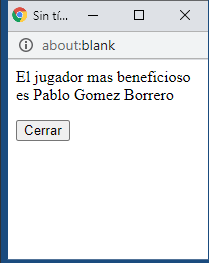 Sin tí...
about:blank
El jugador mas beneficioso
es Pablo Gomez Borrero
Cerrar